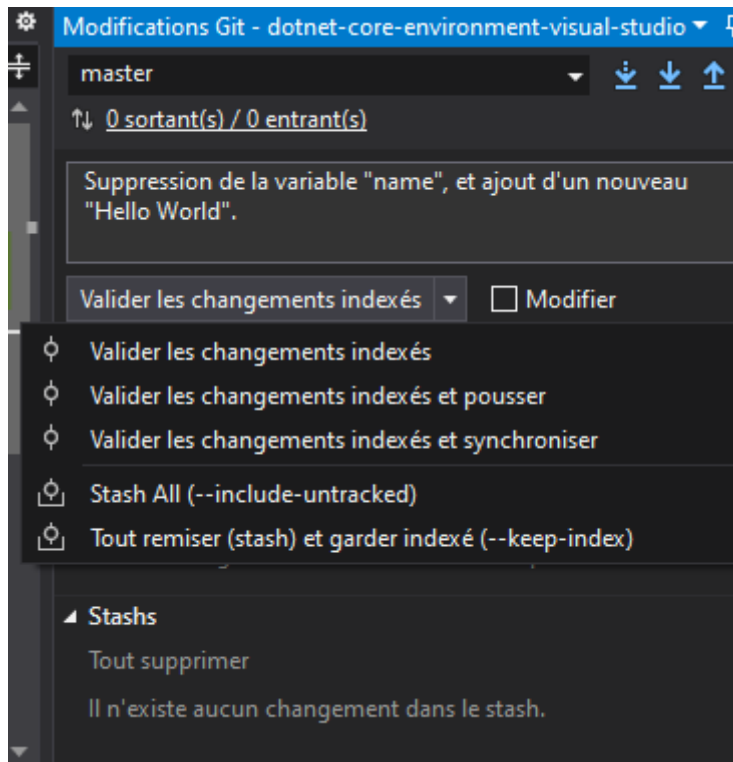 Modifications Git - dotnet-core-environment-visual-studio
master
0 sortant(s) / 0 entrant(s)
Suppression de la variable "name", et ajout d'un nouveau
"Hello World".
Valider les changements indexés
Modifier
Valider les changements indexés
Valider les changements indexés et pousser
Valider les changements indexés et synchroniser
Stash All (--include-untracked)
Tout remiser (stash) et garder indexé (--keep-index)
Stashs
Tout supprimer
Il n'existe aucun changement dans le stash.